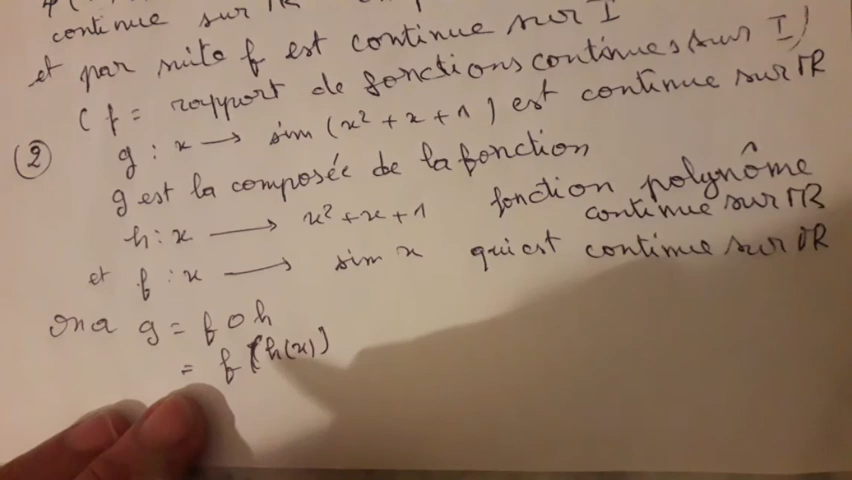 continue sur IR
et par suite f est continue sur I
(f = rapport de fonctions continues sur I)
② g : x → sin (x² + x + 1) est continue sur IR
g est la composée de la fonction
h : x → x² + x + 1 fonction polynôme continue sur IR
et f : x → sin x qui est continue sur IR
on a g = f o h
= f (h(x))